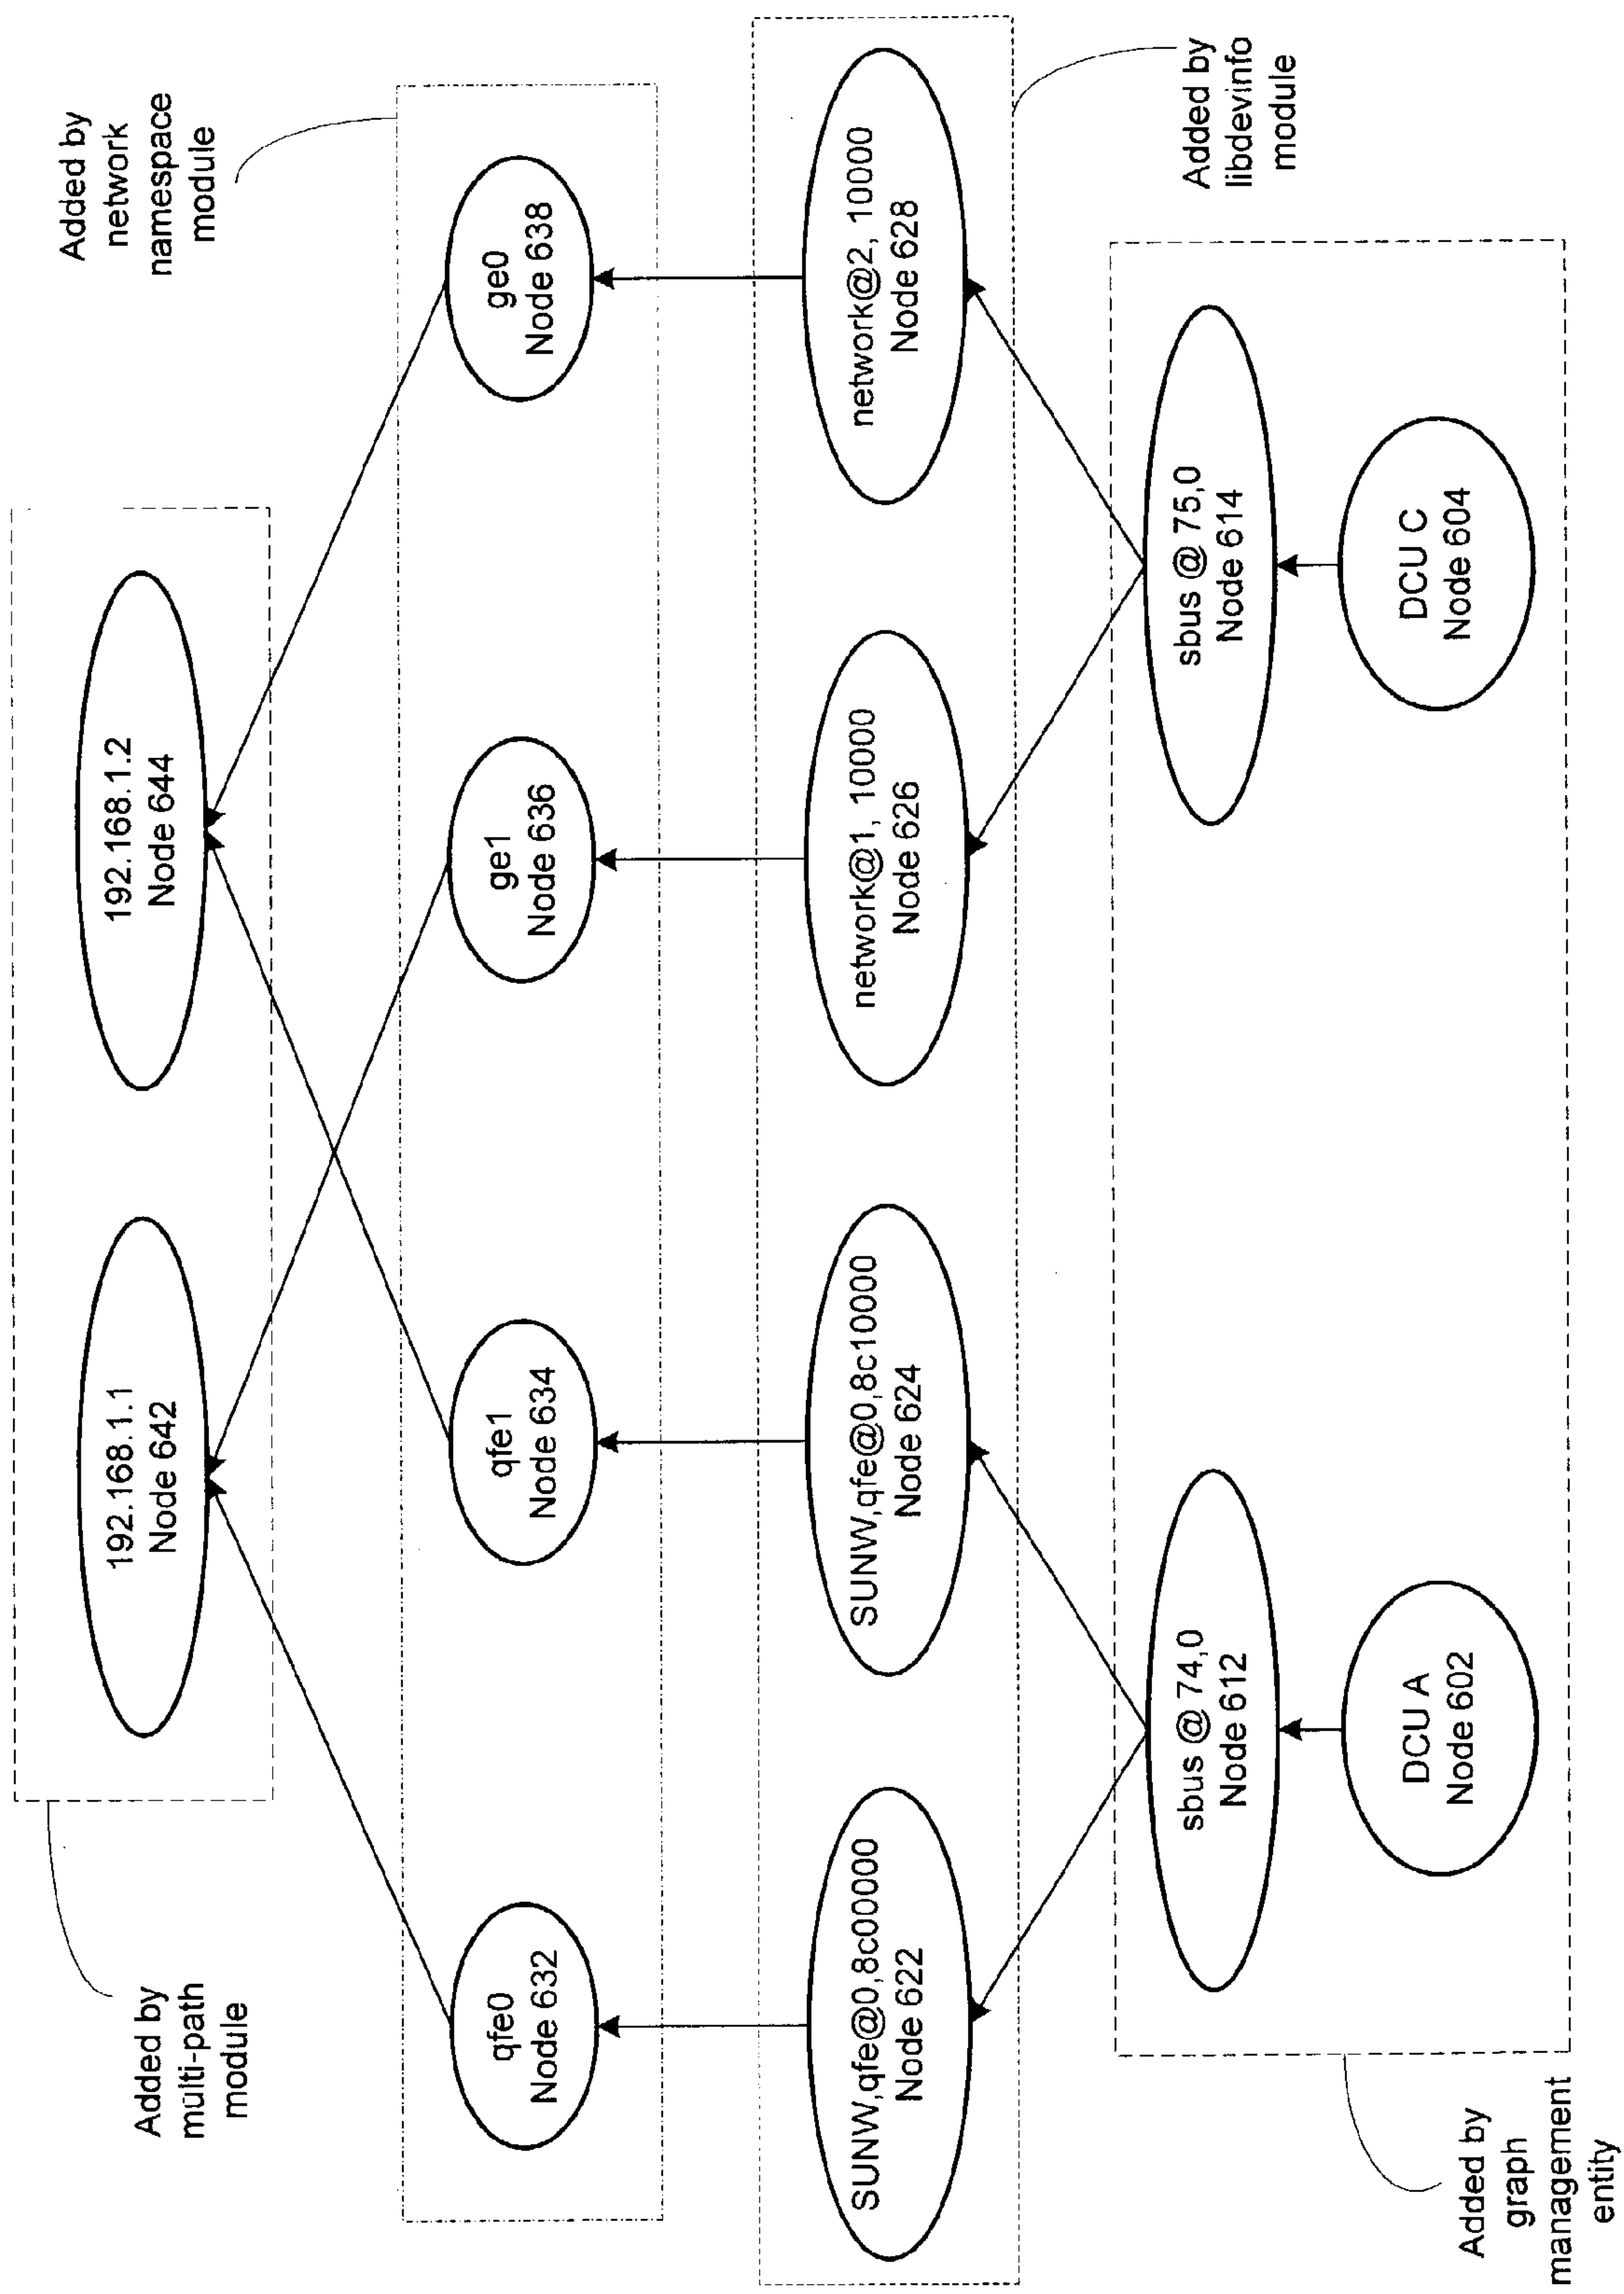 Added by
multi-path
module
192.168.1.1
Node 642
192.168.1.2
Node 644
Added by
network
namespace
module
qfe0
Node 632
qfe1
Node 634
ge1
Node 636
ge0
Node 638
SUNW,qfe@0,8c00000
Node 622
SUNW,qfe@0,8c10000
Node 624
network@1, 10000
Node 626
network@2, 10000
Node 628
Added by
libdevinfo
module
sbus @ 74,0
Node 612
sbus @ 75,0
Node 614
DCU A
Node 602
DCU C
Node 604
Added by
graph
management
entity